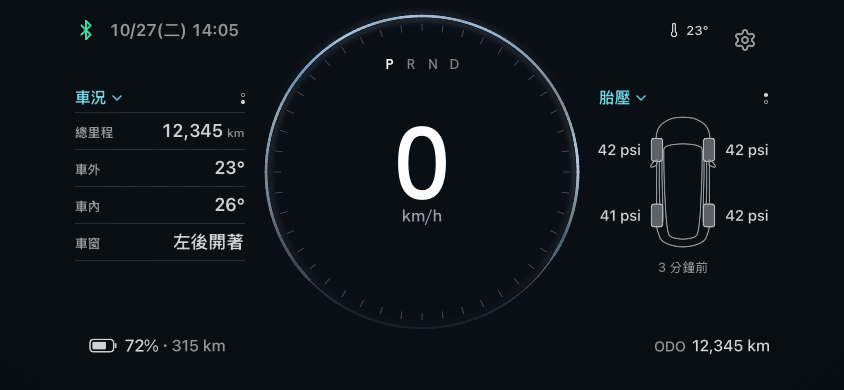 10/27(二) 14:05
23°
P R N D
車況
總里程 12,345 km
車外 23°
車內 26°
車窗 左後開著
0
km/h
胎壓
42 psi 42 psi
41 psi 42 psi
3 分鐘前
72% · 315 km
ODO 12,345 km